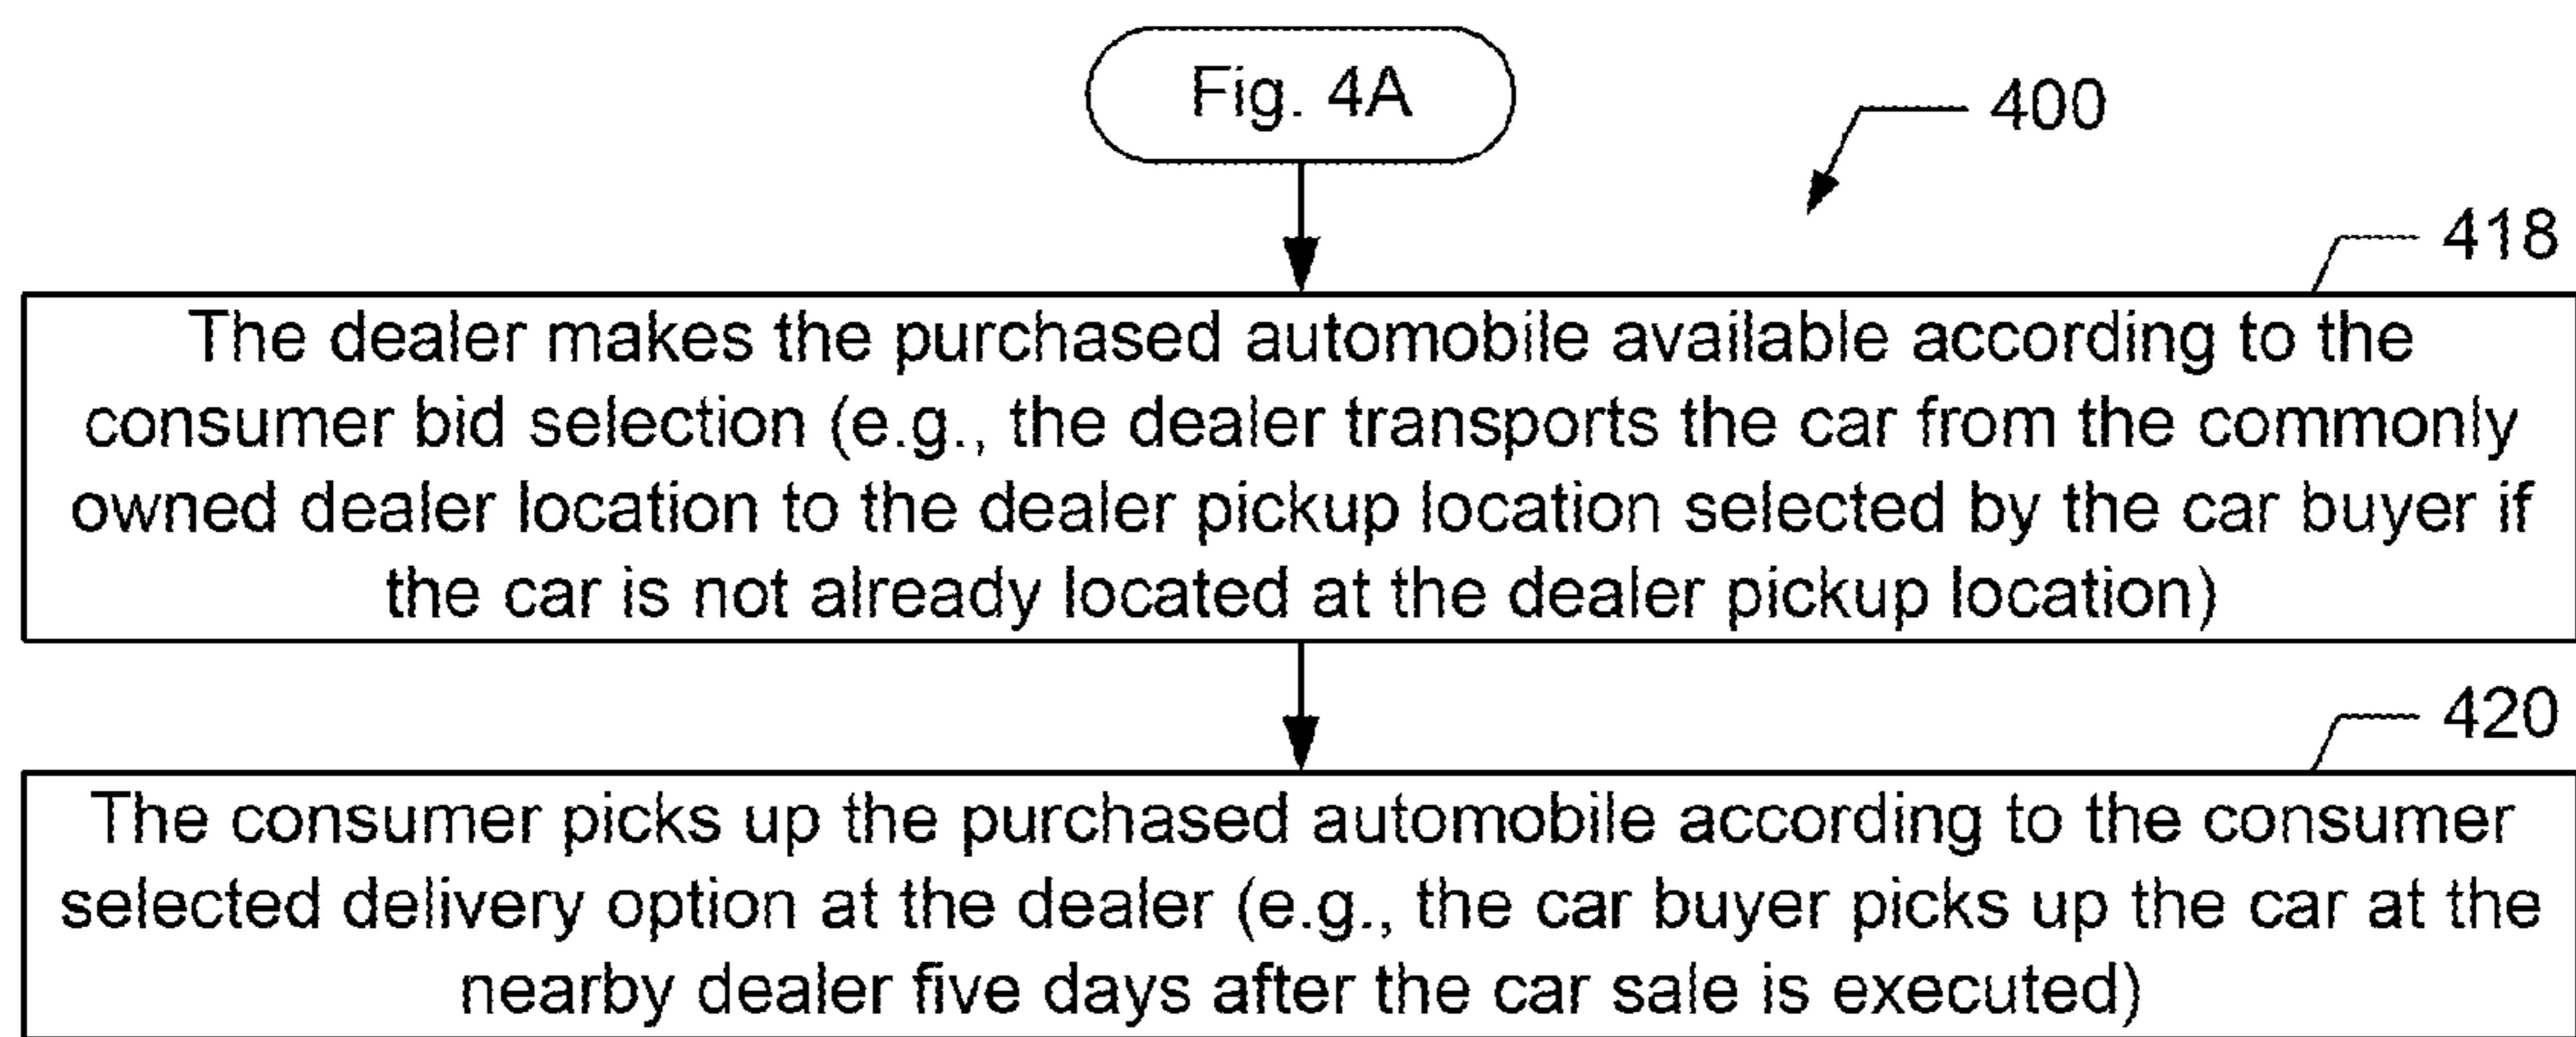 Fig. 4A
400
418
The dealer makes the purchased automobile available according to the
consumer bid selection (e.g., the dealer transports the car from the commonly
owned dealer location to the dealer pickup location selected by the car buyer if
the car is not already located at the dealer pickup location)
420
The consumer picks up the purchased automobile according to the consumer
selected delivery option at the dealer (e.g., the car buyer picks up the car at the
nearby dealer five days after the car sale is executed)